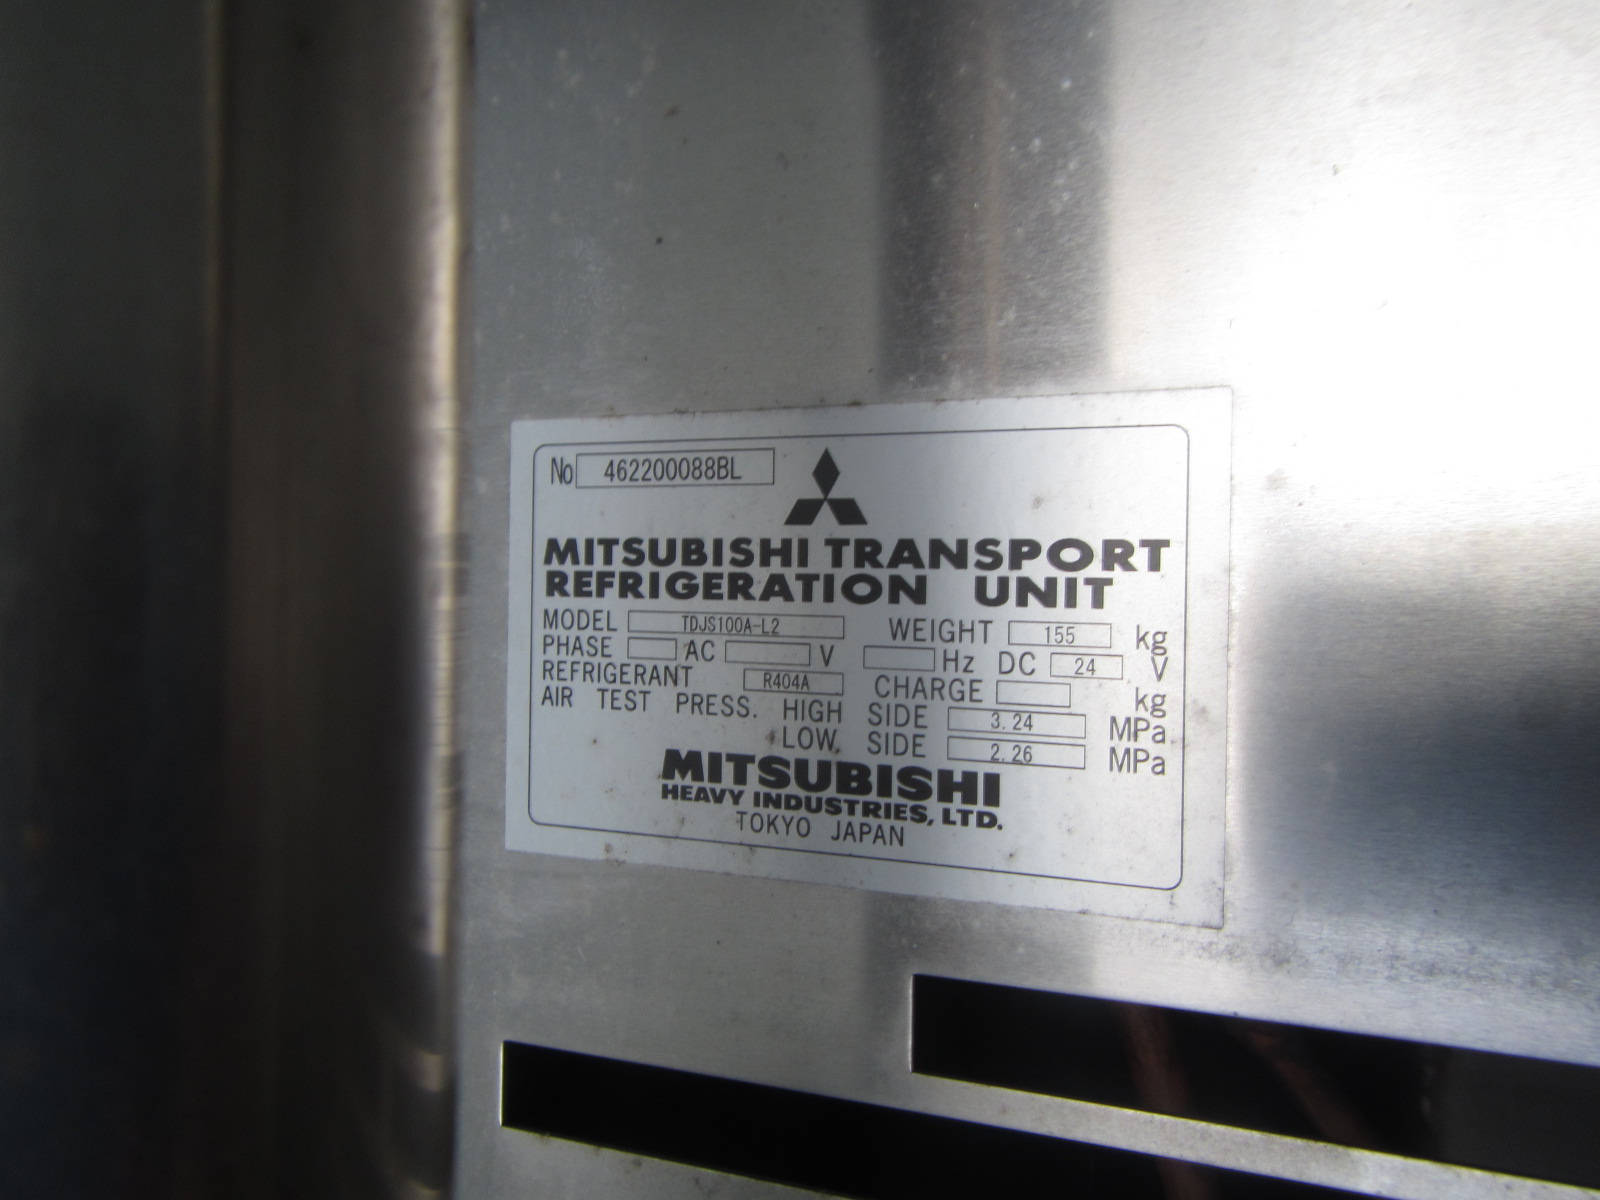 No 462200088BL
MITSUBISHI TRANSPORT
REFRIGERATION UNIT
MODEL TDJS100A-L2 WEIGHT 155 kg
PHASE AC V Hz DC 24 V
REFRIGERANT R404A CHARGE kg
AIR TEST PRESS. HIGH SIDE 3.24 MPa
LOW SIDE 2.26 MPa
MITSUBISHI
HEAVY INDUSTRIES, LTD.
TOKYO JAPAN